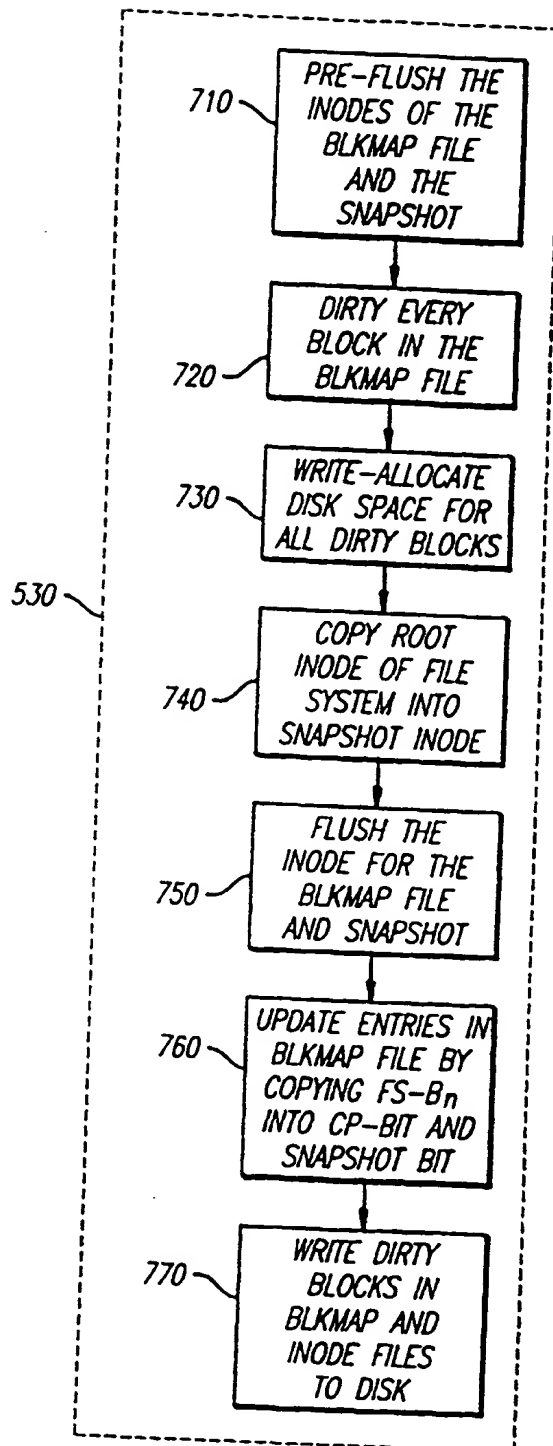 710
PRE-FLUSH THE
INODES OF THE
BLKMAP FILE
AND THE
SNAPSHOT
720
DIRTY EVERY
BLOCK IN THE
BLKMAP FILE
730
WRITE-ALLOCATE
DISK SPACE FOR
ALL DIRTY BLOCKS
530
740
COPY ROOT
INODE OF FILE
SYSTEM INTO
SNAPSHOT INODE
750
FLUSH THE
INODE FOR THE
BLKMAP FILE
AND SNAPSHOT
760
UPDATE ENTRIES IN
BLKMAP FILE BY
COPYING FS-Bn
INTO CP-BIT AND
SNAPSHOT BIT
770
WRITE DIRTY
BLOCKS IN
BLKMAP AND
INODE FILES
TO DISK